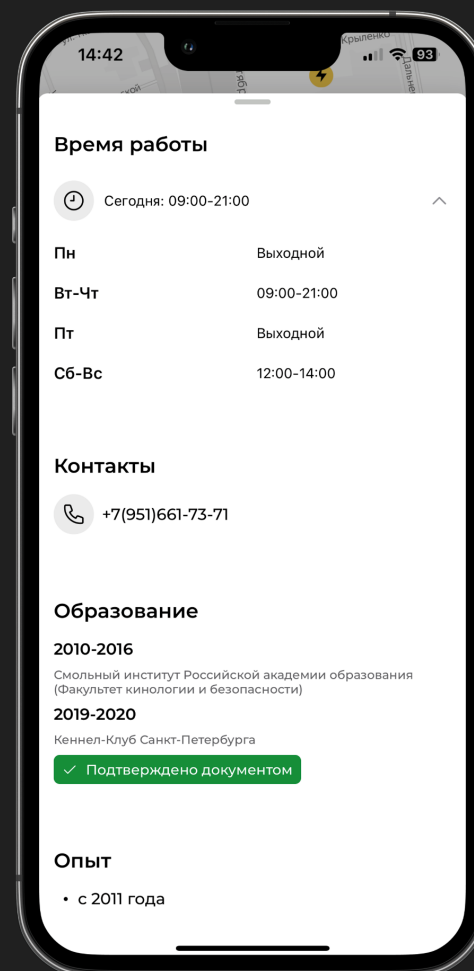 14:42
Крыленко
93
Дально
Время работы
Сегодня: 09:00-21:00
Пн Выходной
Вт-Чт 09:00-21:00
Пт Выходной
Сб-Вс 12:00-14:00
Контакты
+7(951)661-73-71
Образование
2010-2016
Смольный институт Российской академии образования
(Факультет кинологии и безопасности)
2019-2020
Кеннел-Клуб Санкт-Петербурга
Подтверждено документом
Опыт
• с 2011 года